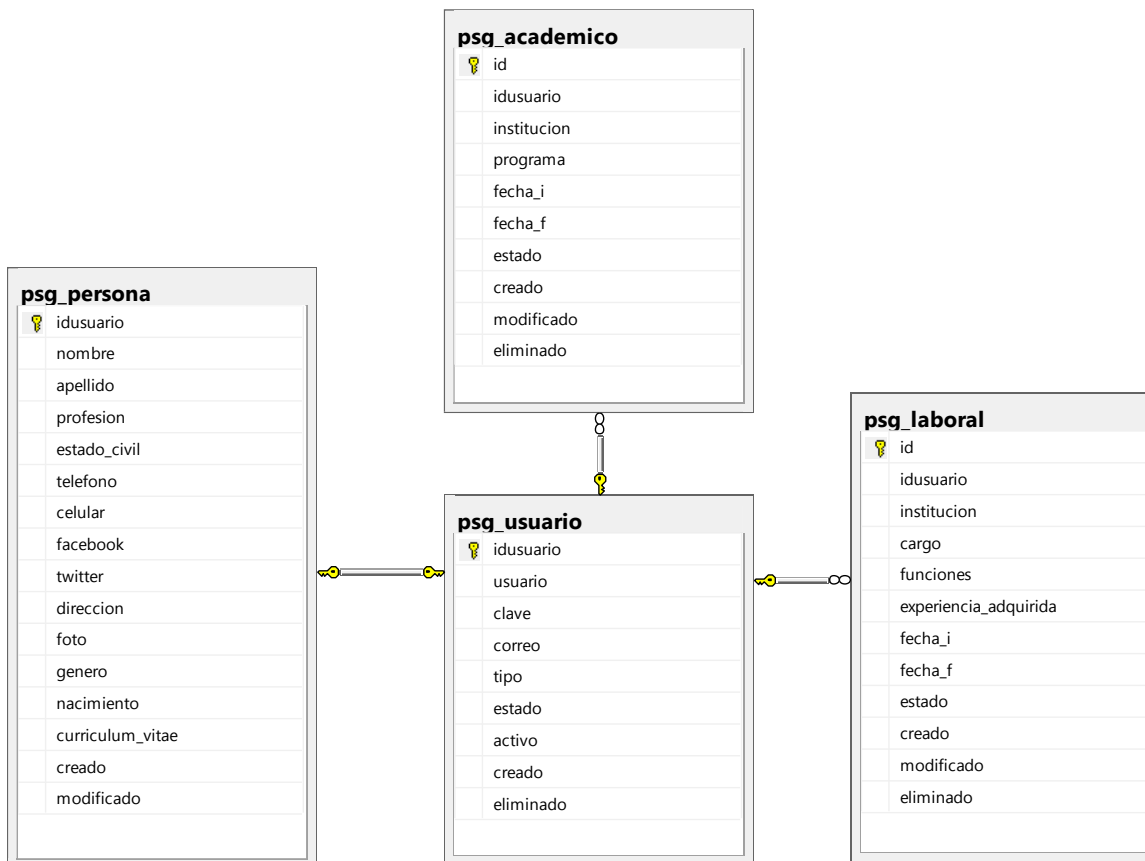 psg_academico
id
idusuario
institucion
programa
fecha_i
fecha_f
estado
creado
modificado
eliminado
psg_persona
idusuario
nombre
apellido
profesion
estado_civil
telefono
celular
facebook
twitter
direccion
foto
genero
nacimiento
curriculum_vitae
creado
modificado
psg_usuario
idusuario
usuario
clave
correo
tipo
estado
activo
creado
eliminado
psg_laboral
id
idusuario
institucion
cargo
funciones
experiencia_adquirida
fecha_i
fecha_f
estado
creado
modificado
eliminado